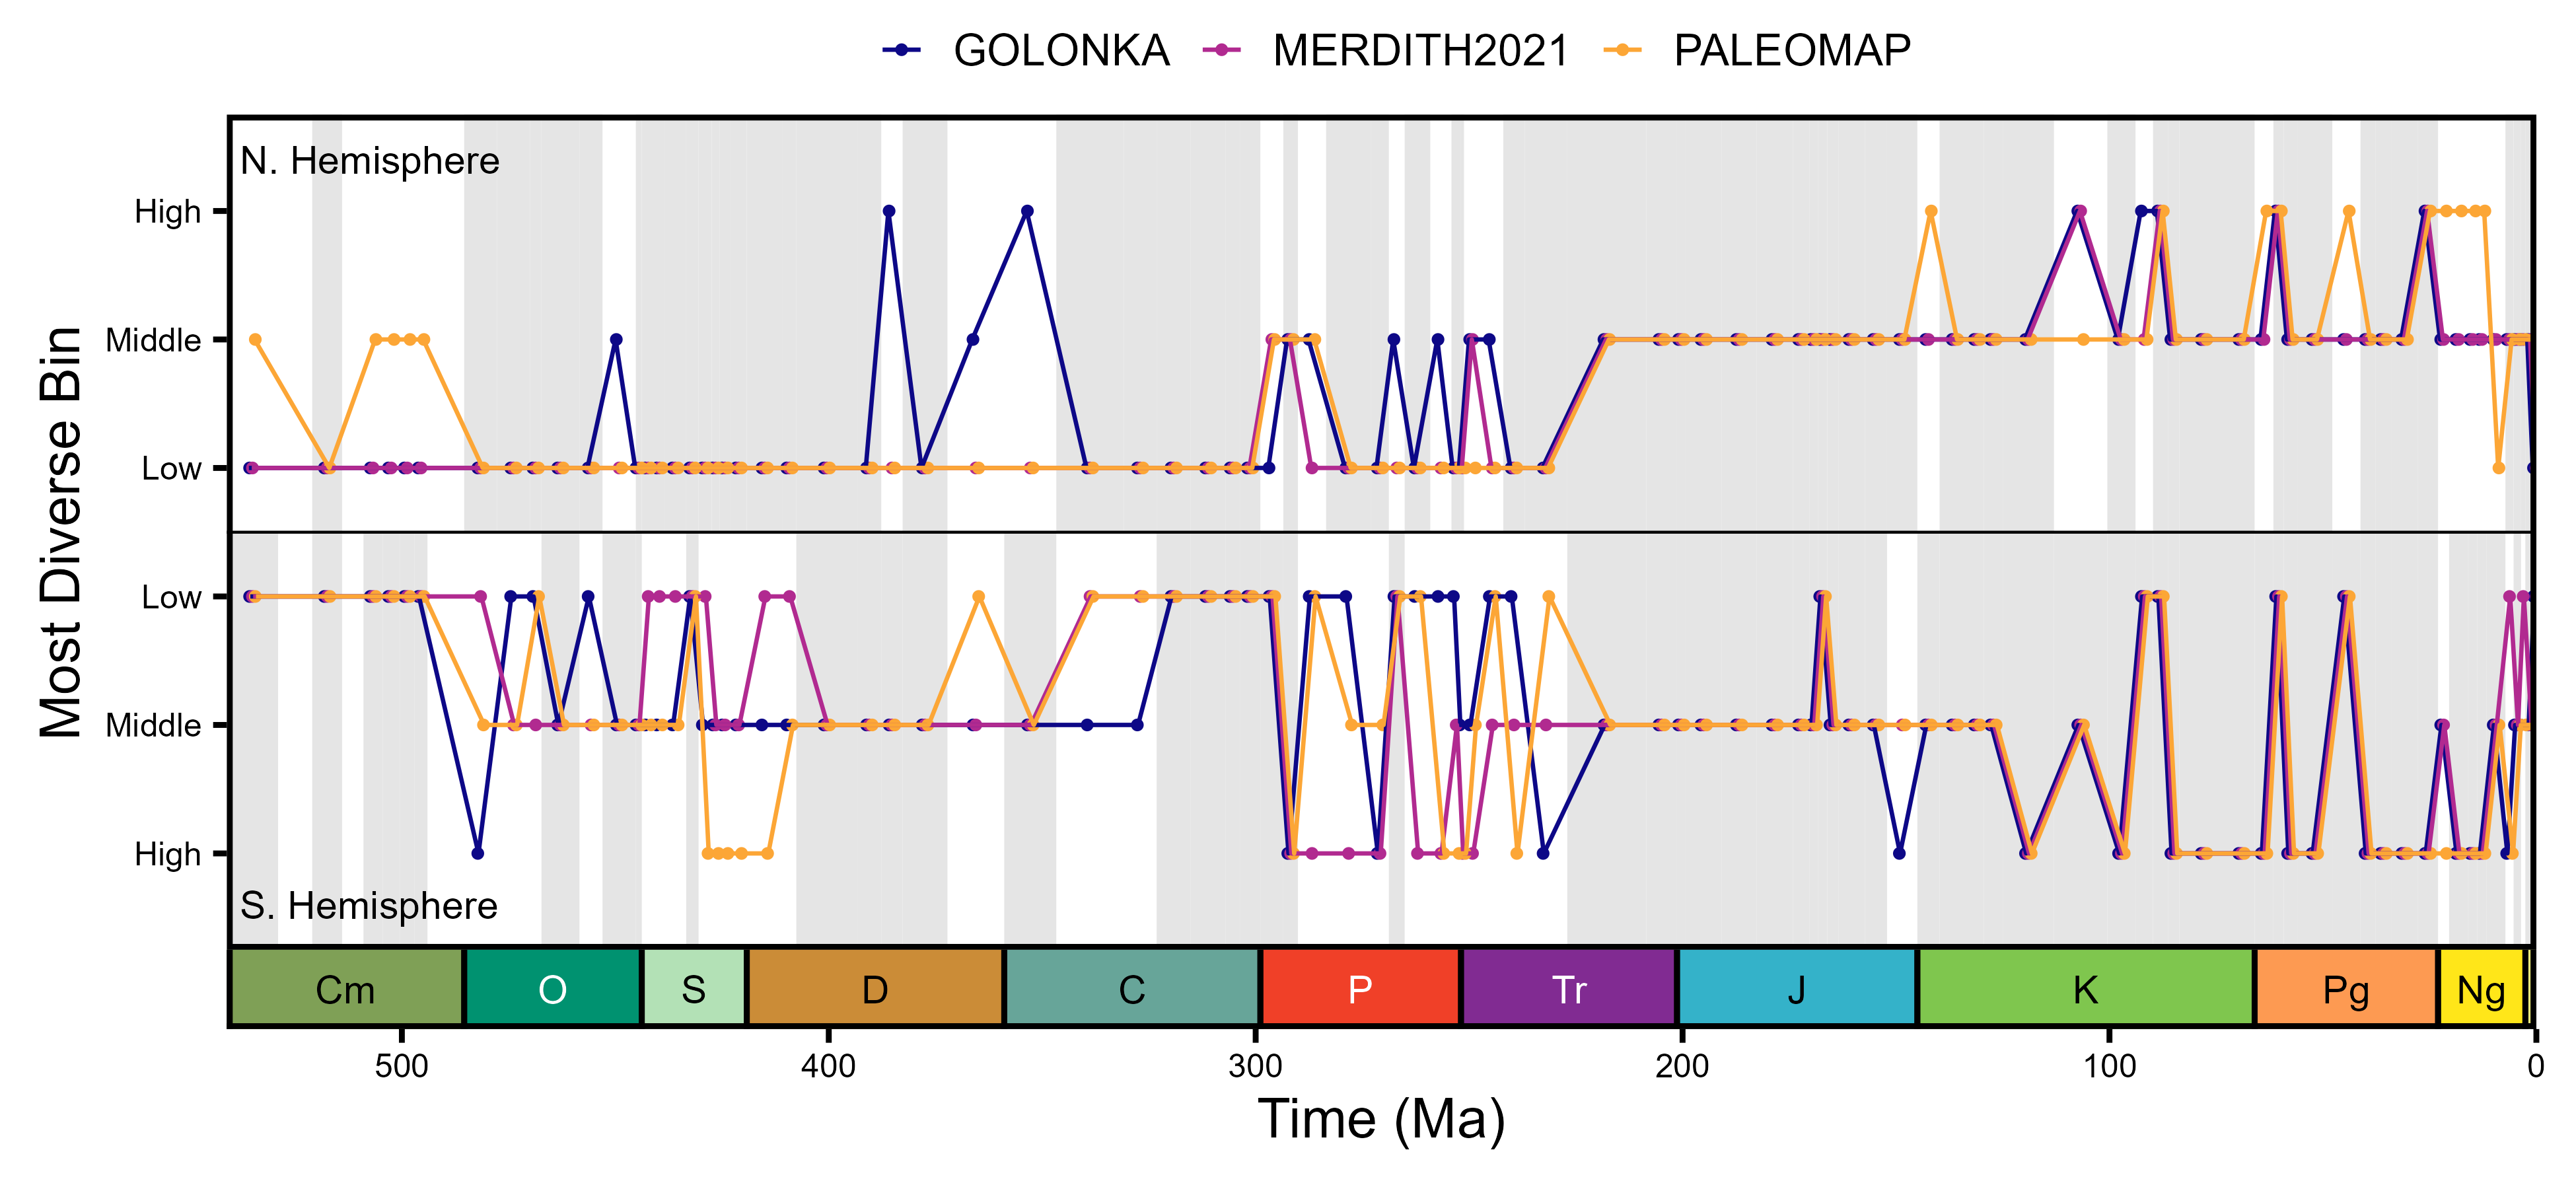 GOLONKA MERDITH2021 PALEOMAP
N. Hemisphere
High
Middle
Low
Most Diverse Bin
Low
Middle
High
S. Hemisphere
Cm O S D C P Tr J K Pg Ng
500 400 300 200 100 0
Time (Ma)